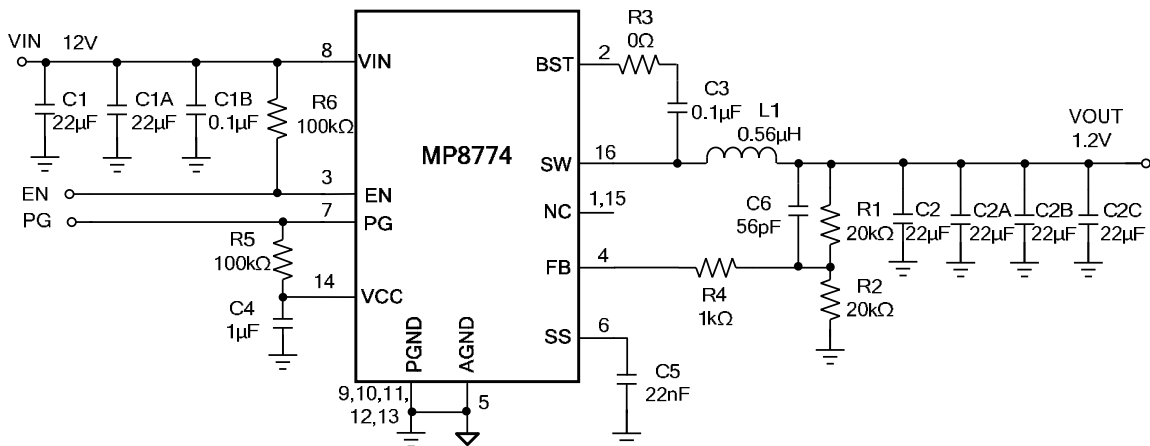 VIN 12V
C1
22µF
C1A
22µF
C1B
0.1µF
R6
100kΩ
EN
PG
R5
100kΩ
C4
1µF
8
3
7
14
VIN
EN
PG
VCC
MP8774
BST
SW
NC
FB
SS
PGND
AGND
9,10,11,
12,13
5
2
16
1,15
4
6
R3
0Ω
C3
0.1µF
L1
0.56µH
C6
56pF
R1
20kΩ
R4
1kΩ
R2
20kΩ
C5
22nF
C2
22µF
C2A
22µF
C2B
22µF
C2C
22µF
VOUT
1.2V